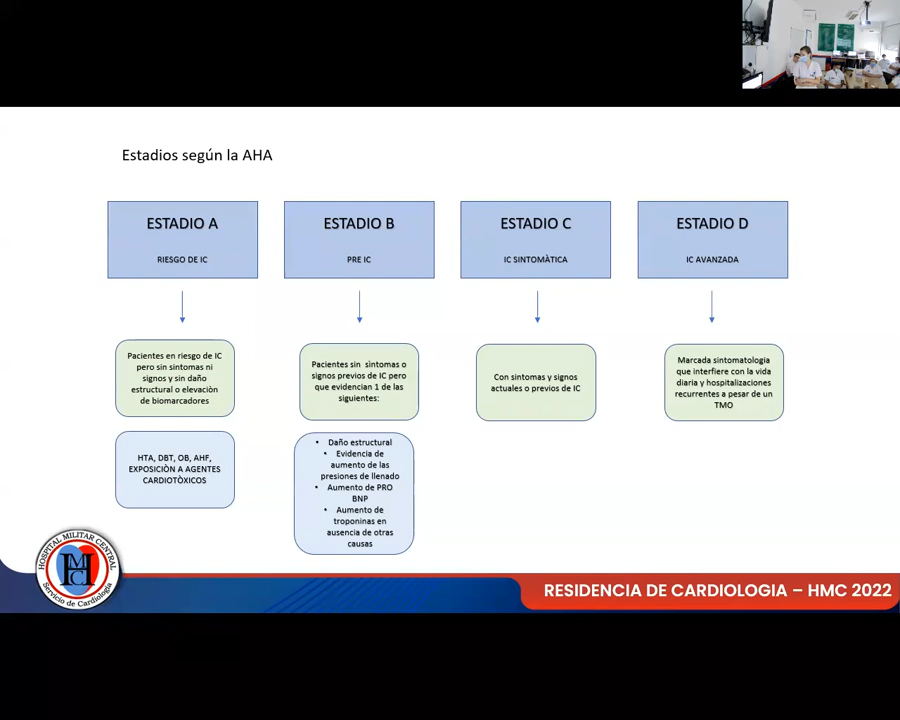 Estadios según la AHA
ESTADIO A
RIESGO DE IC
ESTADIO B
PRE IC
ESTADIO C
IC SINTOMÀTICA
ESTADIO D
IC AVANZADA
Pacientes en riesgo de IC
pero sin sintomas ni
signos y sin daño
estructural o elevaciòn
de biomarcadores
Pacientes sin sìntomas o
signos previos de IC pero
que evidencian 1 de las
siguientes:
Con sintomas y signos
actuales o previos de IC
Marcada sintomatologia
que interfiere con la vida
diaria y hospitalizaciones
recurrentes a pesar de un
TMO
HTA, DBT, OB, AHF,
EXPOSICIÒN A AGENTES
CARDIOTÒXICOS
• Daño estructural
• Evidencia de
aumento de las
presiones de llenado
• Aumento de PRO
BNP
• Aumento de
troponinas en
ausencia de otras
causas
HOSPITAL MILITAR CENTRAL
HMC
Servicio de Cardiología
RESIDENCIA DE CARDIOLOGIA – HMC 2022